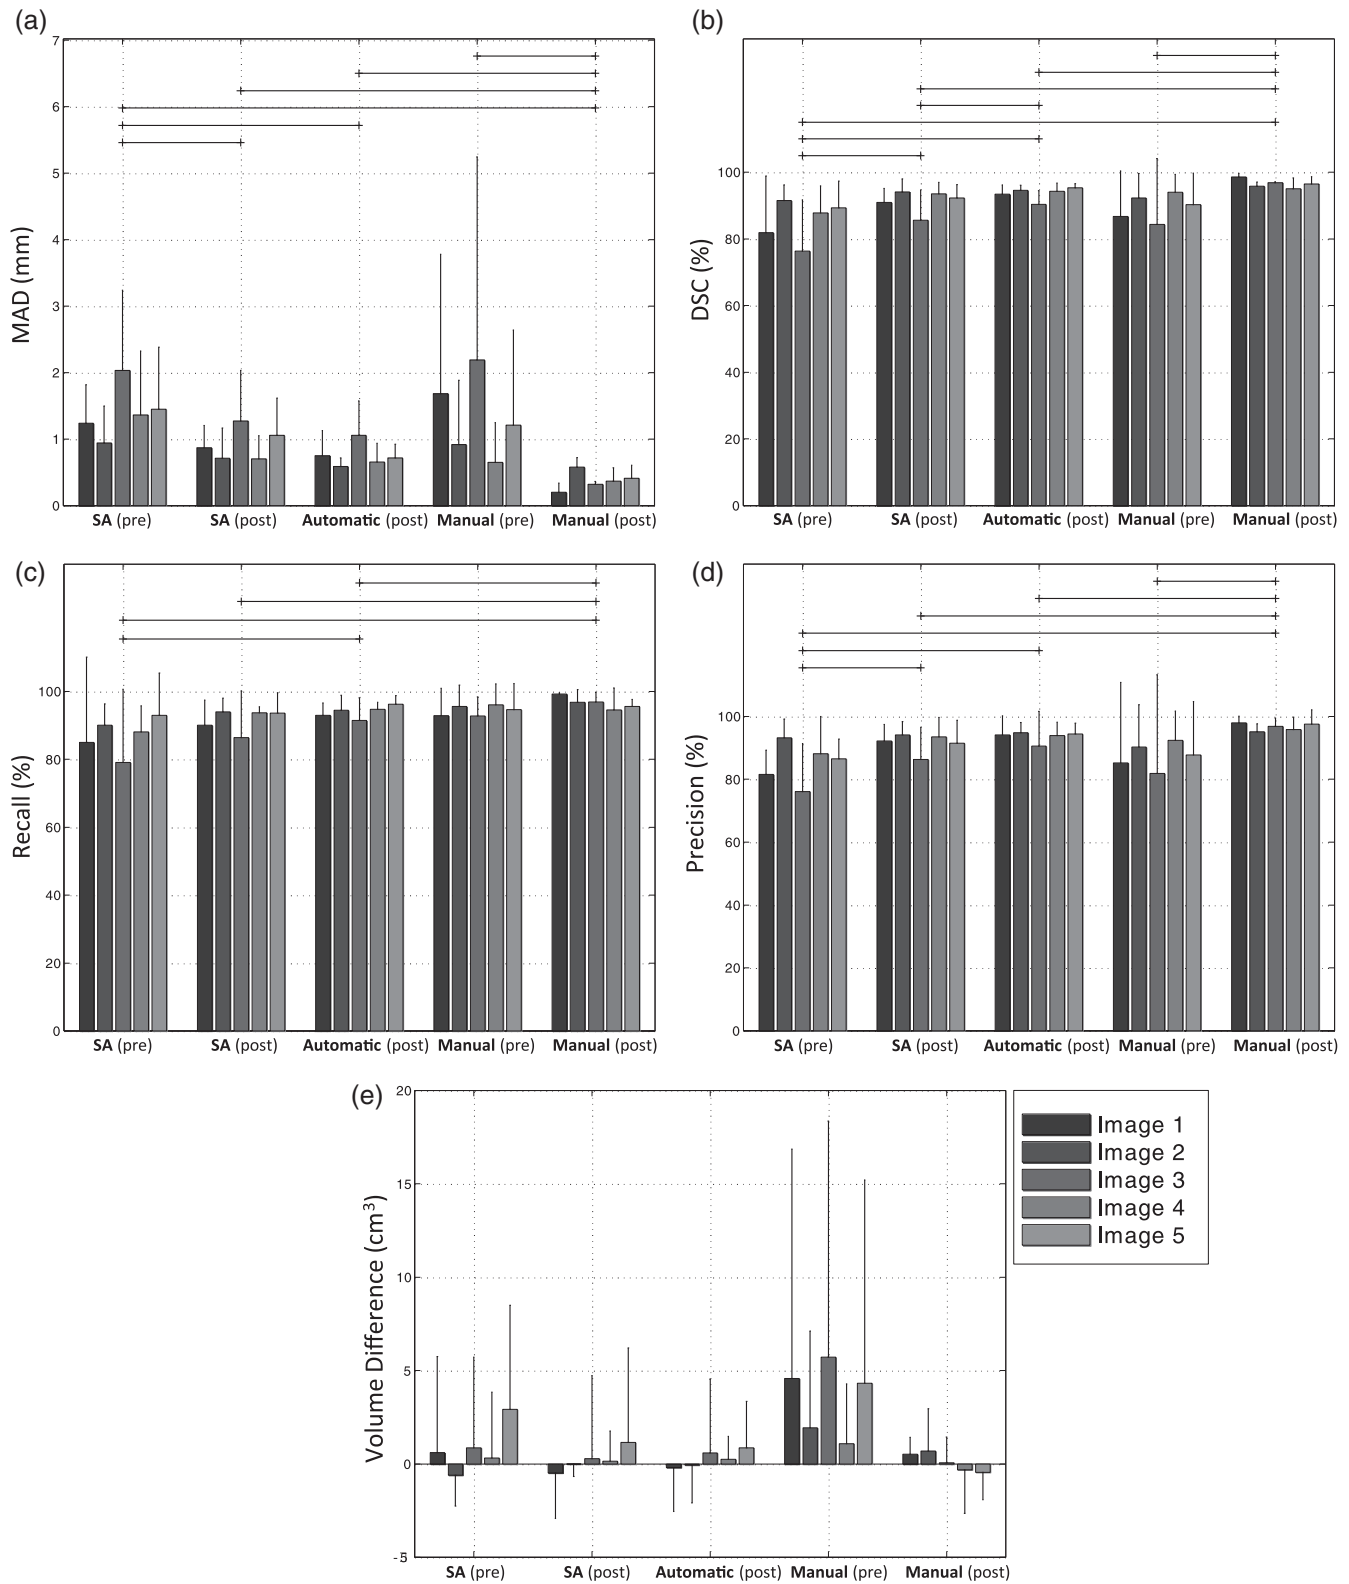 (a)
7
6
5
4
3
2
1
0
MAD (mm)
SA (pre) SA (post) Automatic (post) Manual (pre) Manual (post)
(b)
100
80
60
40
20
0
DSC (%)
SA (pre) SA (post) Automatic (post) Manual (pre) Manual (post)
(c)
100
80
60
40
20
0
Recall (%)
SA (pre) SA (post) Automatic (post) Manual (pre) Manual (post)
(d)
100
80
60
40
20
0
Precision (%)
SA (pre) SA (post) Automatic (post) Manual (pre) Manual (post)
(e)
20
15
10
5
0
-5
Volume Difference (cm³)
SA (pre) SA (post) Automatic (post) Manual (pre) Manual (post)
Image 1
Image 2
Image 3
Image 4
Image 5